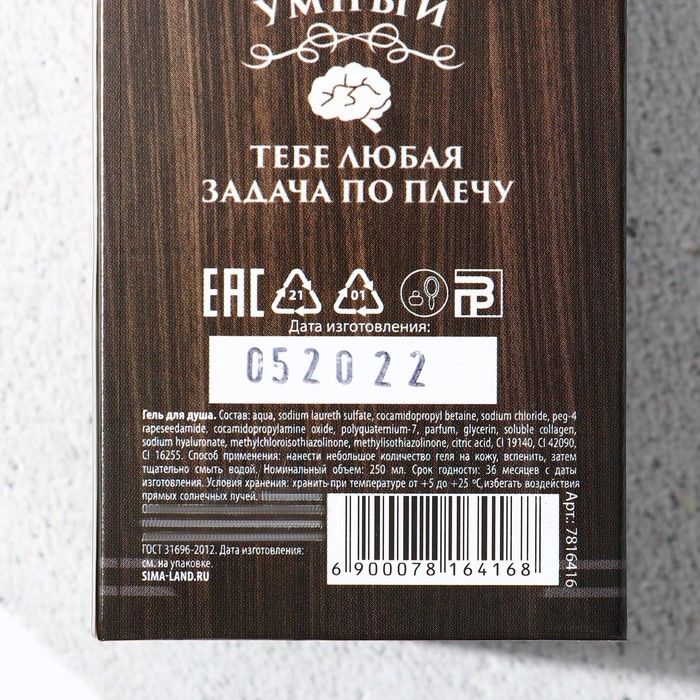 УМНЫЙ
ТЕБЕ ЛЮБАЯ
ЗАДАЧА ПО ПЛЕЧУ
ЕАС 21 01
Дата изготовления:
052022
Гель для душа. Состав: aqua, sodium laureth sulfate, cocamidopropyl betaine, sodium chloride, peg-4
rapeseedamide, cocamidopropylamine oxide, polyquaternium-7, parfum, glycerin, soluble collagen,
sodium hyaluronate, methylchloroisothiazolinone, methylisothiazolinone, citric acid, CI 19140, CI 42090,
CI 16255. Способ применения: нанести небольшое количество геля на кожу, вспенить, затем
тщательно смыть водой. Номинальный объем: 250 мл. Срок годности: 36 месяцев с даты
изготовления. Условия хранения: хранить при температуре от +5 до +25 °С,избегать воздействия
прямых солнечных лучей.
ГОСТ 31696-2012. Дата изготовления:
см. на упаковке.
SIMA-LAND.RU
6 900078 164168
Арт.: 7816416